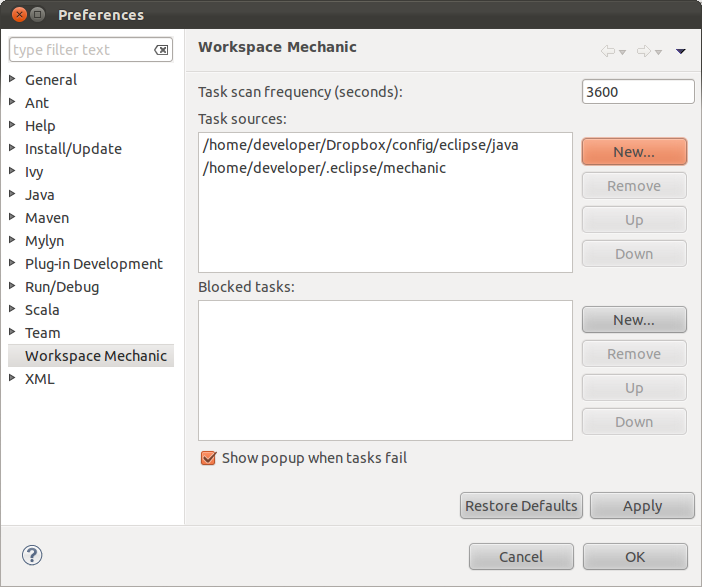 Preferences
type filter text
General
Ant
Help
Install/Update
Ivy
Java
Maven
Mylyn
Plug-in Development
Run/Debug
Scala
Team
Workspace Mechanic
XML
Workspace Mechanic
Task scan frequency (seconds):
3600
Task sources:
/home/developer/Dropbox/config/eclipse/java
/home/developer/.eclipse/mechanic
New...
Remove
Up
Down
Blocked tasks:
New...
Remove
Up
Down
Show popup when tasks fail
Restore Defaults
Apply
?
Cancel
OK